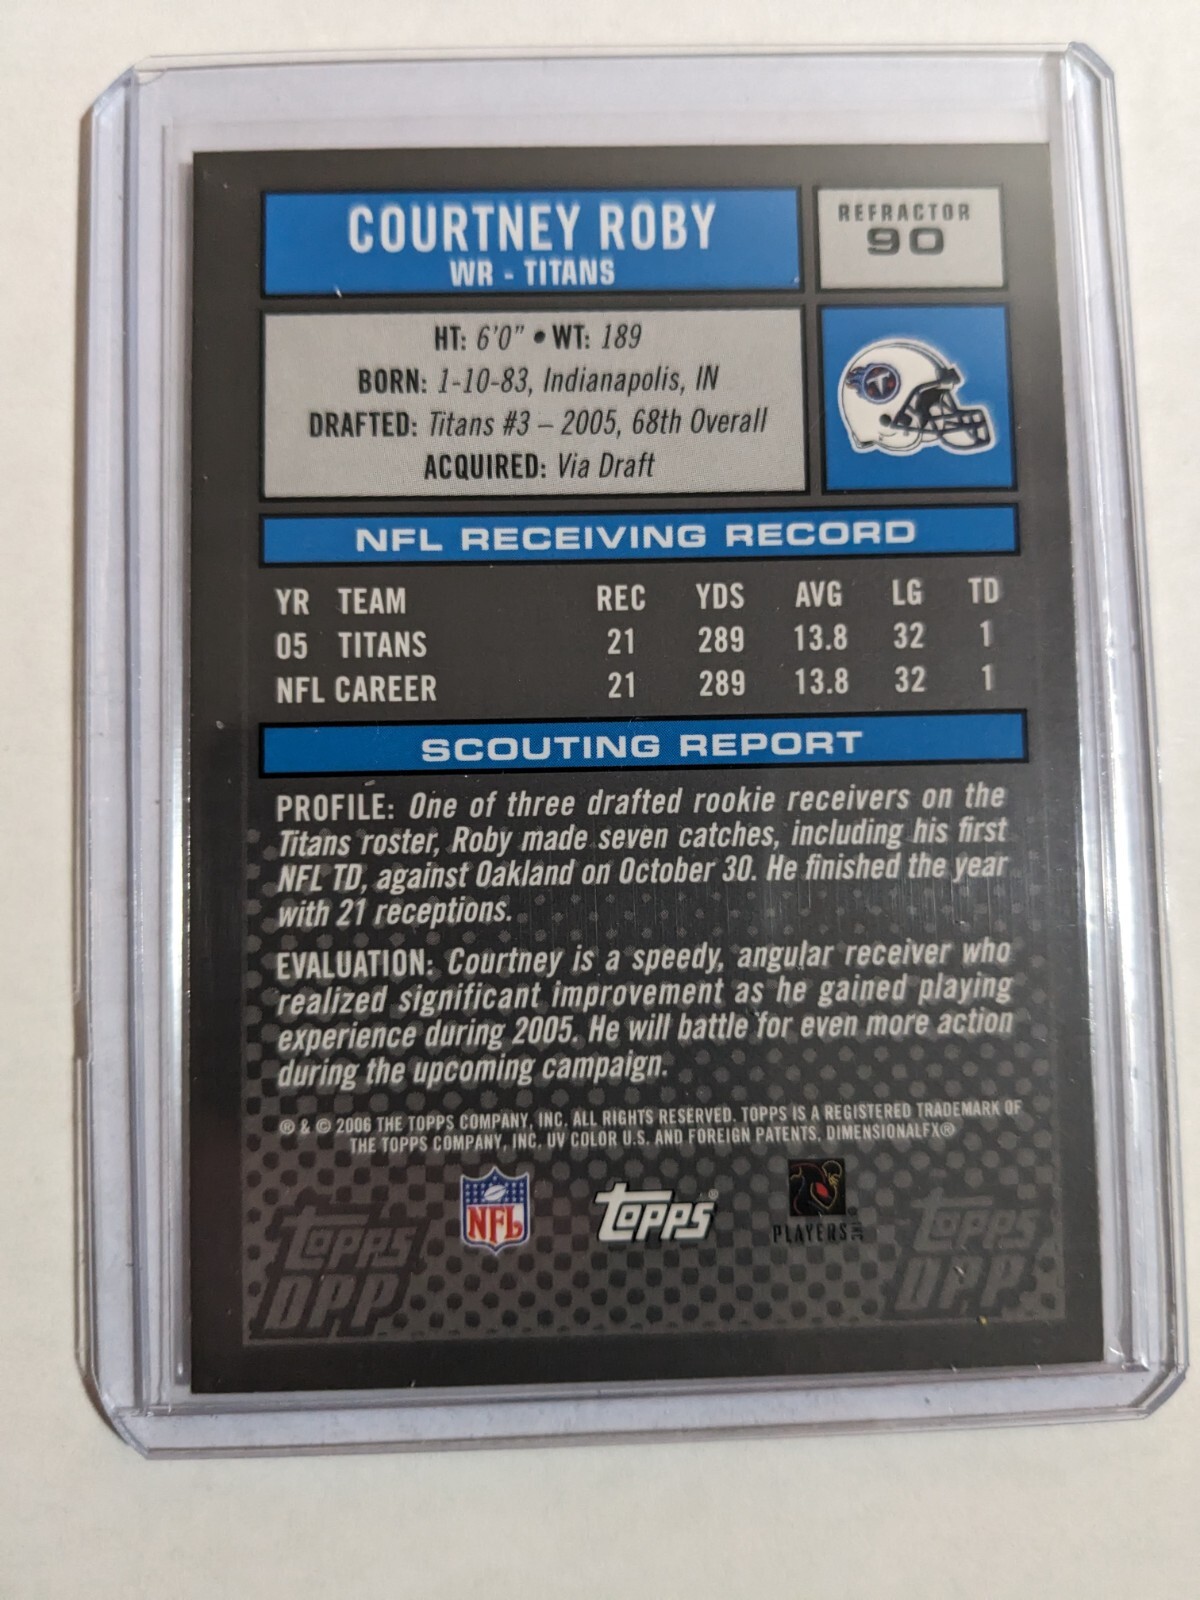 COURTNEY ROBY
WR - TITANS
REFRACTOR
90
HT: 6'0" • WT: 189
BORN: 1-10-83, Indianapolis, IN
DRAFTED: Titans #3 – 2005, 68th Overall
ACQUIRED: Via Draft
T
NFL RECEIVING RECORD
YR TEAM REC YDS AVG LG TD
05 TITANS 21 289 13.8 32 1
NFL CAREER 21 289 13.8 32 1
SCOUTING REPORT
PROFILE: One of three drafted rookie receivers on the
Titans roster, Roby made seven catches, including his first
NFL TD, against Oakland on October 30. He finished the year
with 21 receptions.
EVALUATION: Courtney is a speedy, angular receiver who
realized significant improvement as he gained playing
experience during 2005. He will battle for even more action
during the upcoming campaign.
® & © 2006 THE TOPPS COMPANY, INC. ALL RIGHTS RESERVED. TOPPS IS A REGISTERED TRADEMARK OF
THE TOPPS COMPANY, INC. UV COLOR U.S. AND FOREIGN PATENTS. DIMENSIONALFX®
NFL
Topps®
PLAYERS INC
Topps
DPP
Topps
DPP